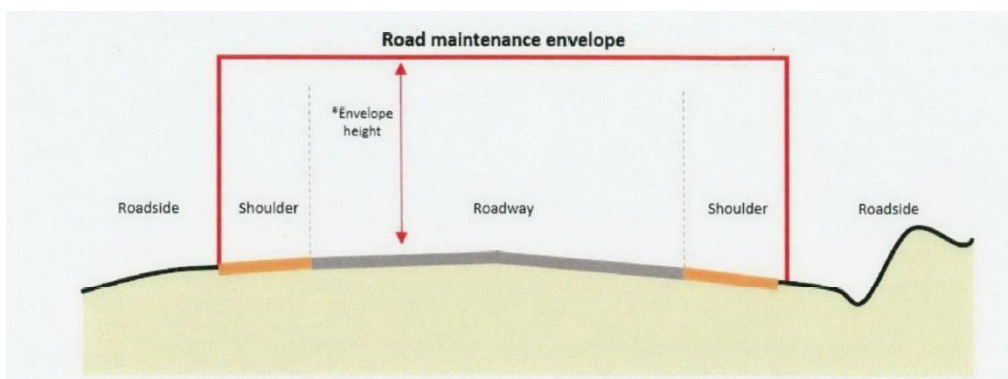 Road maintenance envelope
*Envelope
height
Roadside
Shoulder
Roadway
Shoulder
Roadside